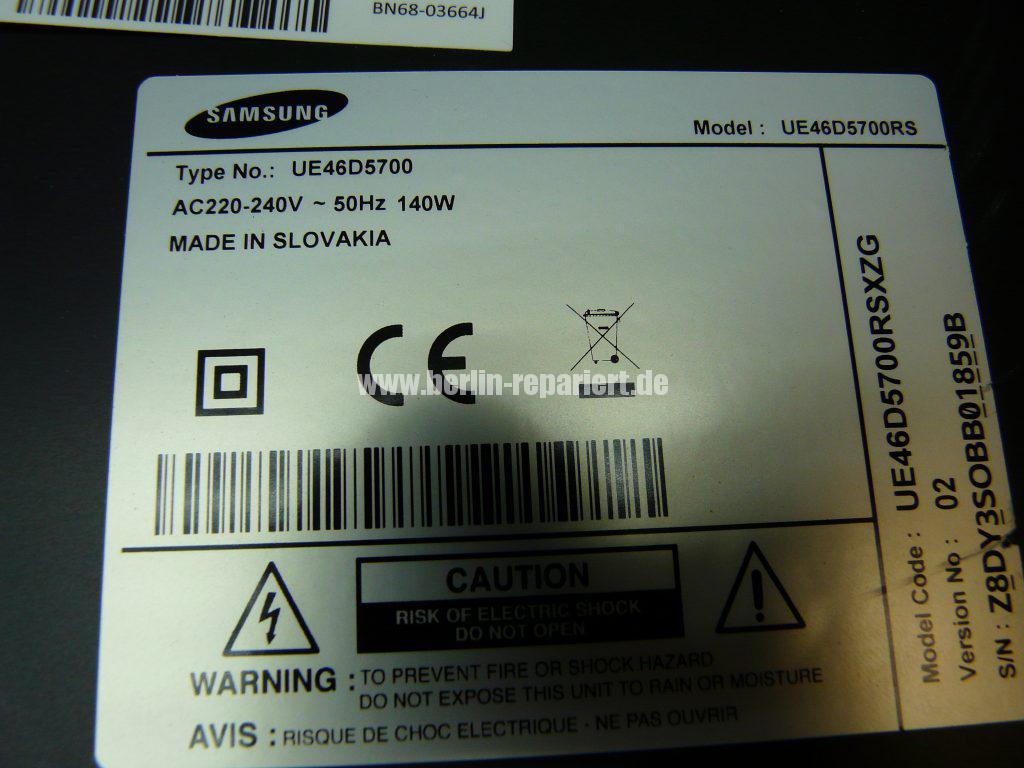 BN68-03664J
SAMSUNG
Model : UE46D5700RS
Type No.: UE46D5700
AC220-240V ~ 50Hz 140W
MADE IN SLOVAKIA
CE
www.berlin-repariert.de
CAUTION
RISK OF ELECTRIC SHOCK
DO NOT OPEN
WARNING : TO PREVENT FIRE OR SHOCK HAZARD
DO NOT EXPOSE THIS UNIT TO RAIN OR MOISTURE
AVIS : RISQUE DE CHOC ELECTRIQUE - NE PAS OUVRIR
Model Code : UE46D5700RSXZG
Version No : 02
S/N : Z8DY3SOBB01859B